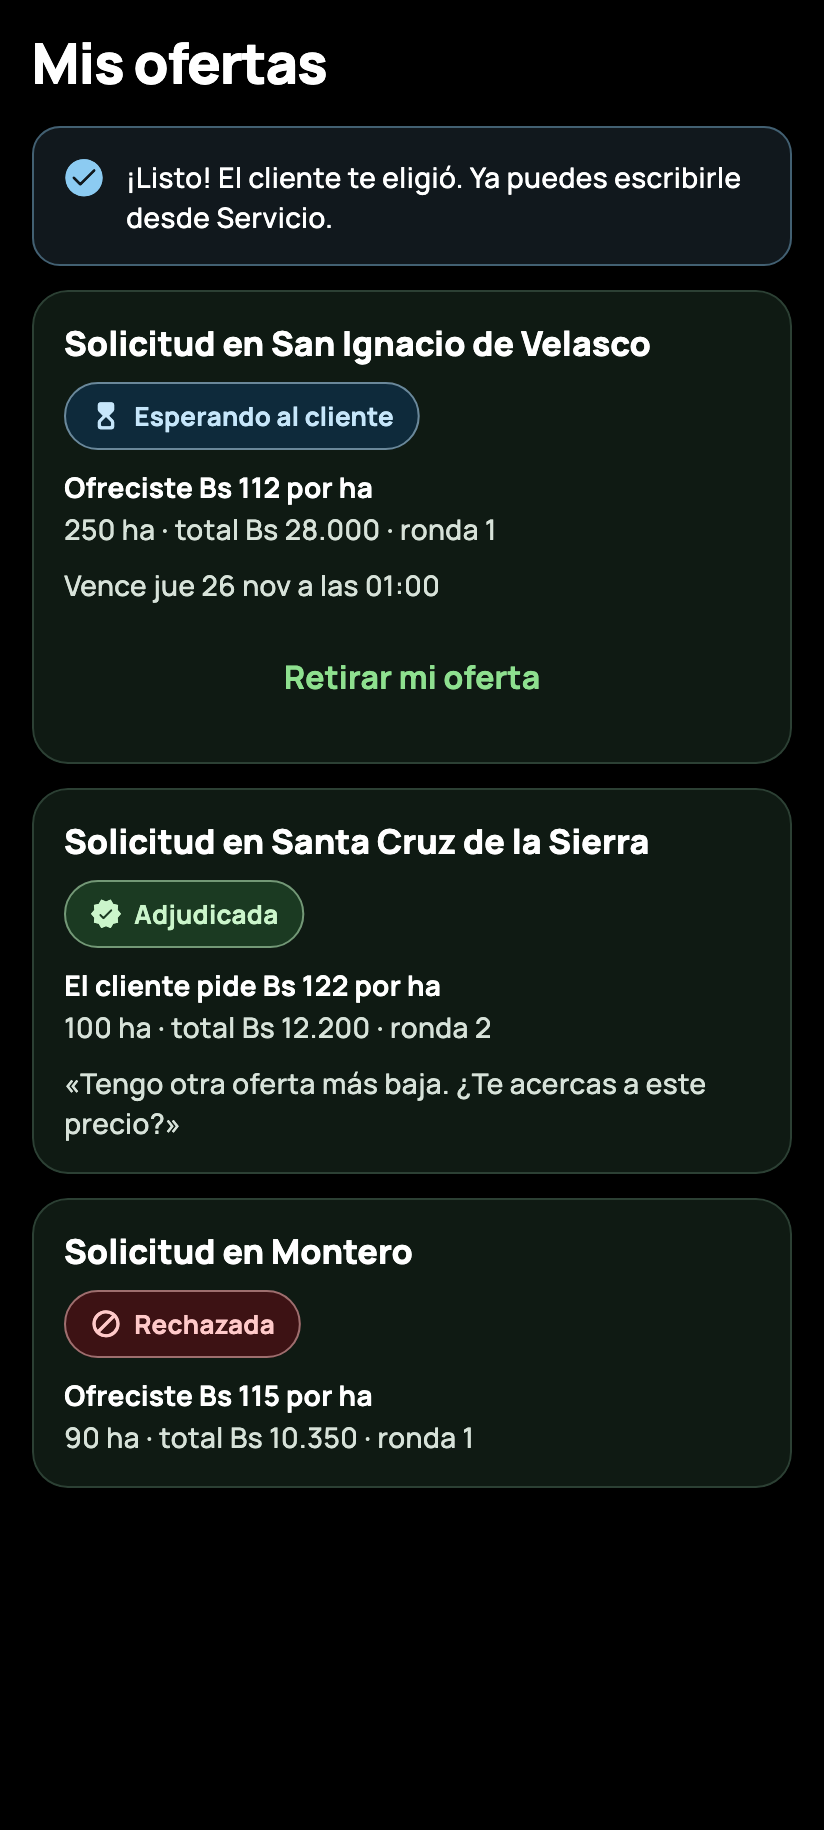 Mis ofertas
¡Listo! El cliente te eligió. Ya puedes escribirle
desde Servicio.
Solicitud en San Ignacio de Velasco
Esperando al cliente
Ofreciste Bs 112 por ha
250 ha · total Bs 28.000 · ronda 1
Vence jue 26 nov a las 01:00
Retirar mi oferta
Solicitud en Santa Cruz de la Sierra
Adjudicada
El cliente pide Bs 122 por ha
100 ha · total Bs 12.200 · ronda 2
«Tengo otra oferta más baja. ¿Te acercas a este
precio?»
Solicitud en Montero
Rechazada
Ofreciste Bs 115 por ha
90 ha · total Bs 10.350 · ronda 1